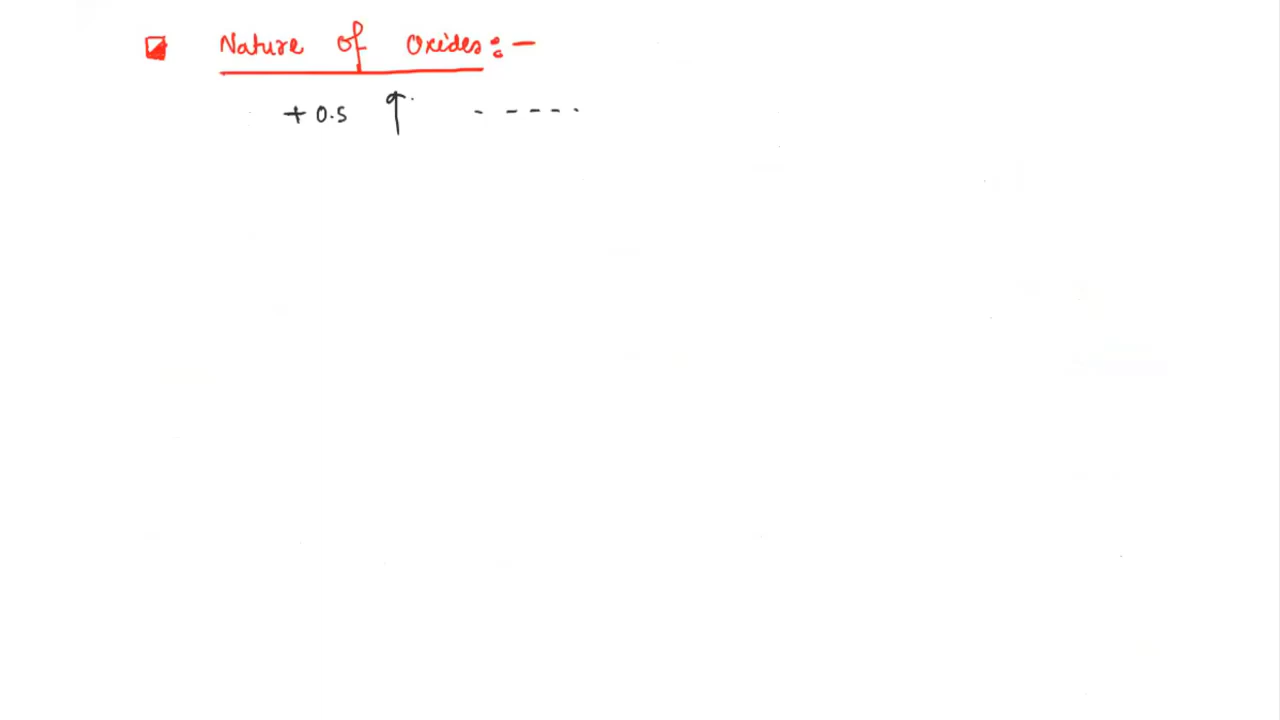 Nature of Oxides:-
+ 0.5 ↑ - - - - -